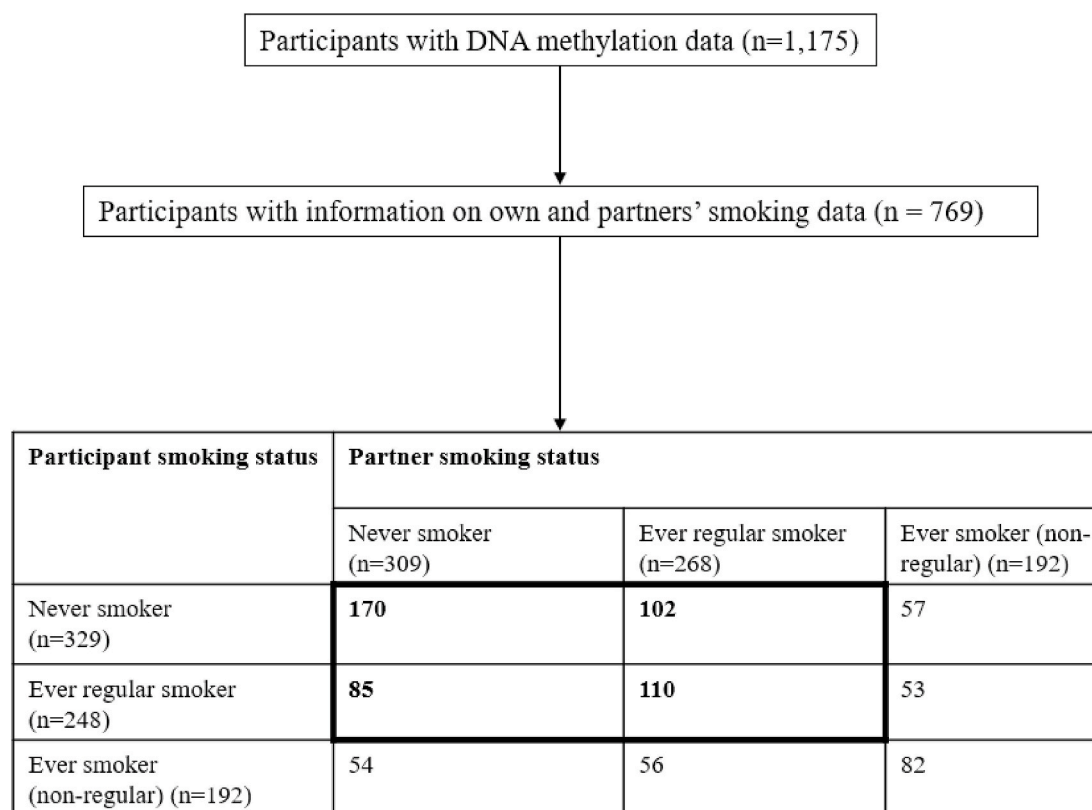 Participants with DNA methylation data (n=1,175)
Participants with information on own and partners’ smoking data (n = 769)
Participant smoking status
Partner smoking status
Never smoker
(n=309)
Ever regular smoker
(n=268)
Ever smoker (non-
regular) (n=192)
Never smoker
(n=329)
170
102
57
Ever regular smoker
(n=248)
85
110
53
Ever smoker
(non-regular) (n=192)
54
56
82